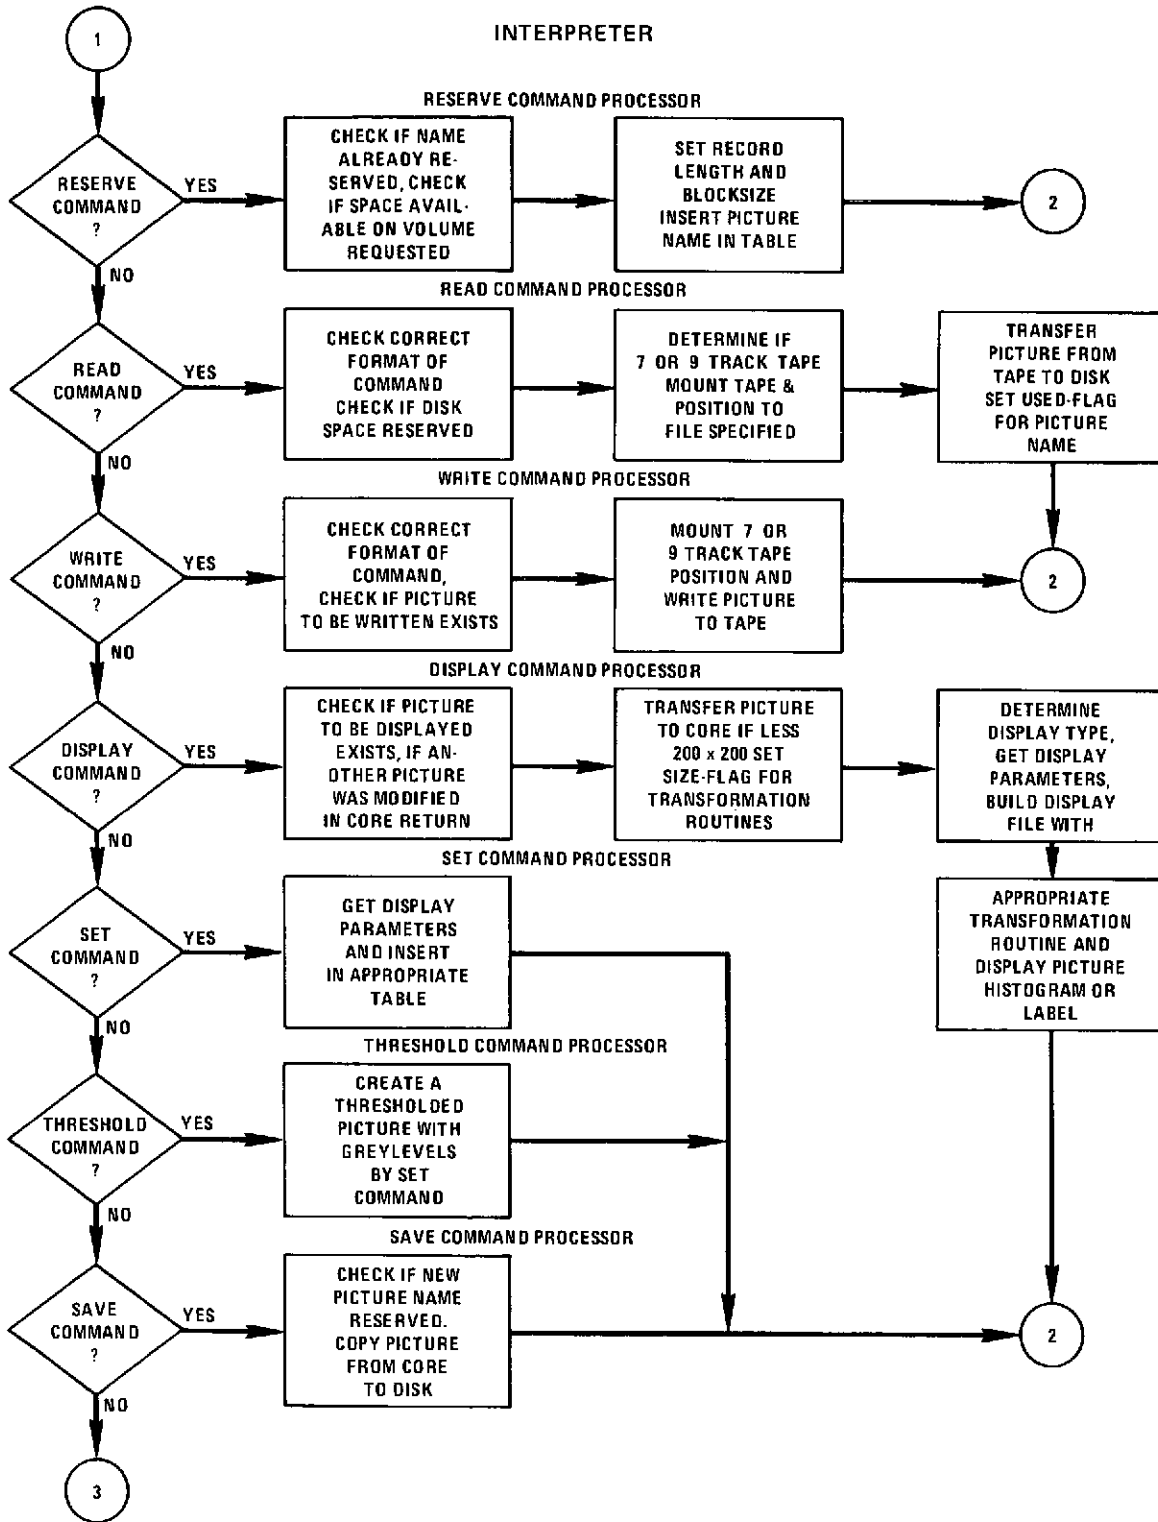 1
INTERPRETER
RESERVE COMMAND PROCESSOR
RESERVE
COMMAND
?
YES
NO
CHECK IF NAME
ALREADY RE-
SERVED, CHECK
IF SPACE AVAIL-
ABLE ON VOLUME
REQUESTED
SET RECORD
LENGTH AND
BLOCKSIZE
INSERT PICTURE
NAME IN TABLE
2
READ COMMAND PROCESSOR
READ
COMMAND
?
YES
NO
CHECK CORRECT
FORMAT OF
COMMAND
CHECK IF DISK
SPACE RESERVED
DETERMINE IF
7 OR 9 TRACK TAPE
MOUNT TAPE &
POSITION TO
FILE SPECIFIED
TRANSFER
PICTURE FROM
TAPE TO DISK
SET USED-FLAG
FOR PICTURE
NAME
WRITE COMMAND PROCESSOR
WRITE
COMMAND
?
YES
NO
CHECK CORRECT
FORMAT OF
COMMAND,
CHECK IF PICTURE
TO BE WRITTEN EXISTS
MOUNT 7 OR
9 TRACK TAPE
POSITION AND
WRITE PICTURE
TO TAPE
2
DISPLAY COMMAND PROCESSOR
DISPLAY
COMMAND
?
YES
NO
CHECK IF PICTURE
TO BE DISPLAYED
EXISTS, IF AN-
OTHER PICTURE
WAS MODIFIED
IN CORE RETURN
TRANSFER PICTURE
TO CORE IF LESS
200 x 200 SET
SIZE-FLAG FOR
TRANSFORMATION
ROUTINES
DETERMINE
DISPLAY TYPE,
GET DISPLAY
PARAMETERS,
BUILD DISPLAY
FILE WITH
APPROPRIATE
TRANSFORMATION
ROUTINE AND
DISPLAY PICTURE
HISTOGRAM OR
LABEL
SET COMMAND PROCESSOR
SET
COMMAND
?
YES
NO
GET DISPLAY
PARAMETERS
AND INSERT
IN APPROPRIATE
TABLE
THRESHOLD COMMAND PROCESSOR
THRESHOLD
COMMAND
?
YES
NO
CREATE A
THRESHOLDED
PICTURE WITH
GREYLEVELS
BY SET
COMMAND
SAVE COMMAND PROCESSOR
SAVE
COMMAND
?
YES
NO
CHECK IF NEW
PICTURE NAME
RESERVED.
COPY PICTURE
FROM CORE
TO DISK
2
3